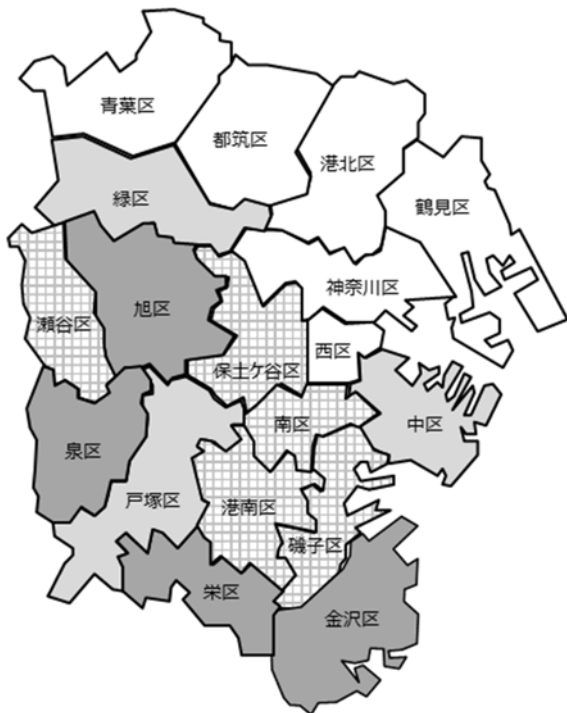 青葉区
都筑区
港北区
緑区
鶴見区
神奈川区
瀬谷区
旭区
保土ケ谷区
西区
南区
中区
泉区
戸塚区
港南区
磯子区
栄区
金沢区